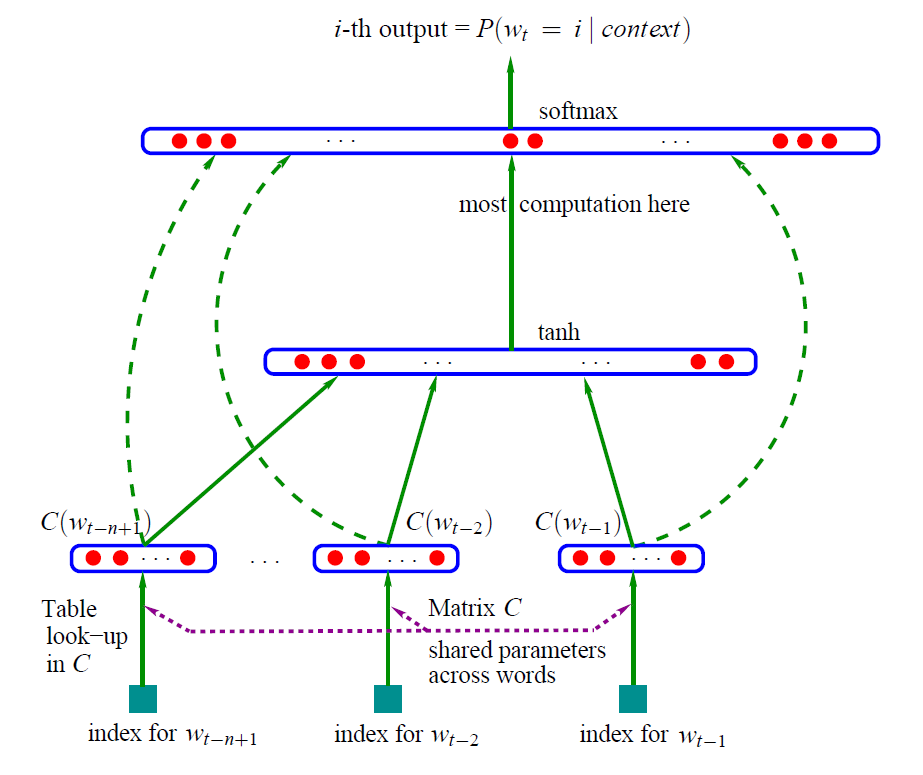 i-th output = P(w_t = i | context)
softmax
. . . . . .
most computation here
tanh
. . . . . .
C(w_{t−n+1}) C(w_{t−2}) C(w_{t−1})
. . . . . . . . . . . .
Table
look−up
in C
Matrix C
shared parameters
across words
index for w_{t−n+1} index for w_{t−2} index for w_{t−1}